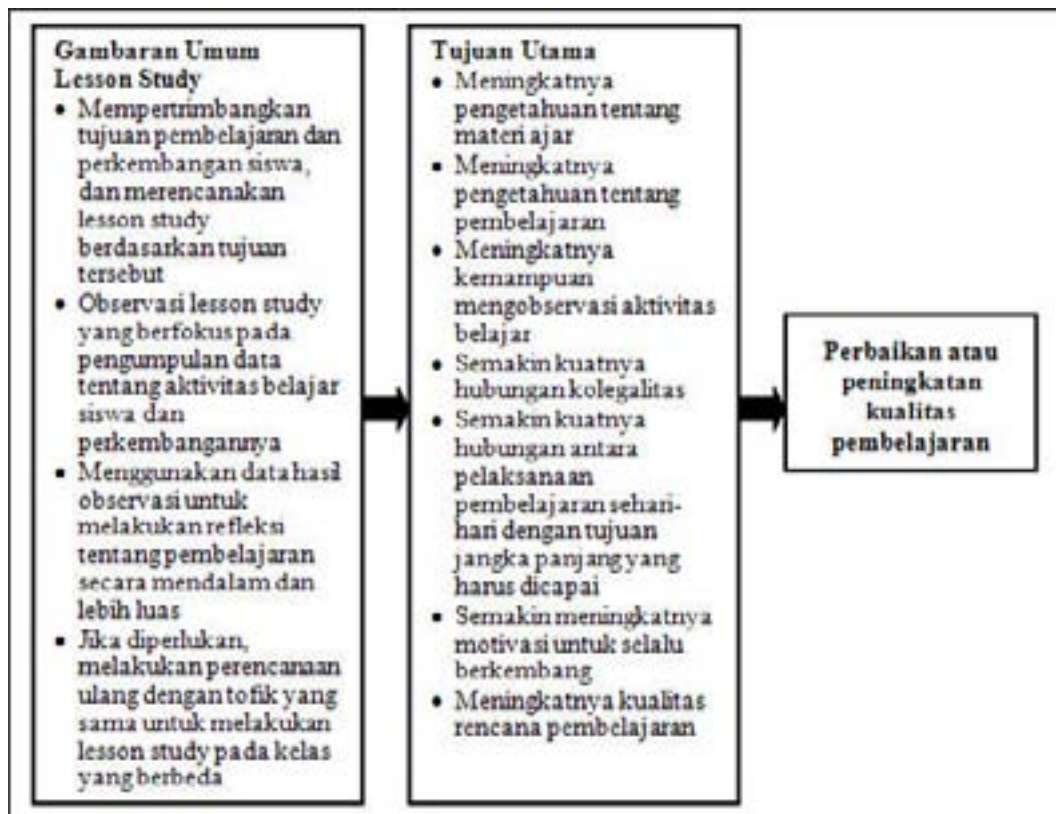 Gambaran Umum
Lesson Study
• Mempertrimbangkan
tujuan pembelajaran dan
perkembangan siswa,
dan merencanakan
lesson study
berdasarkan tujuan
tersebut
• Observasi lesson study
yang berfokus pada
pengumpulan data
tentang aktivitas belajar
siswa dan
perkembangannya
• Menggunakan data hasil
observasi untuk
melakukan refleksi
tentang pembelajaran
secara mendalam dan
lebih luas
• Jika diperlukan,
melakukan perencanaan
ulang dengan tofik yang
sama untuk melakukan
lesson study pada kelas
yang berbeda
Tujuan Utama
• Meningkatnya
pengetahuan tentang
materi ajar
• Meningkatnya
pengetahuan tentang
pembelajaran
• Meningkatnya
kemampuan
mengobservasi aktivitas
belajar
• Semakin kuatnya
hubungan kolegalitas
• Semakin kuatnya
hubungan antara
pelaksanaan
pembelajaran sehari-
hari dengan tujuan
jangka panjang yang
harus dicapai
• Semakin meningkatnya
motivasi untuk selalu
berkembang
• Meningkatnya kualitas
rencana pembelajaran
Perbaikan atau
peningkatan
kualitas
pembelajaran